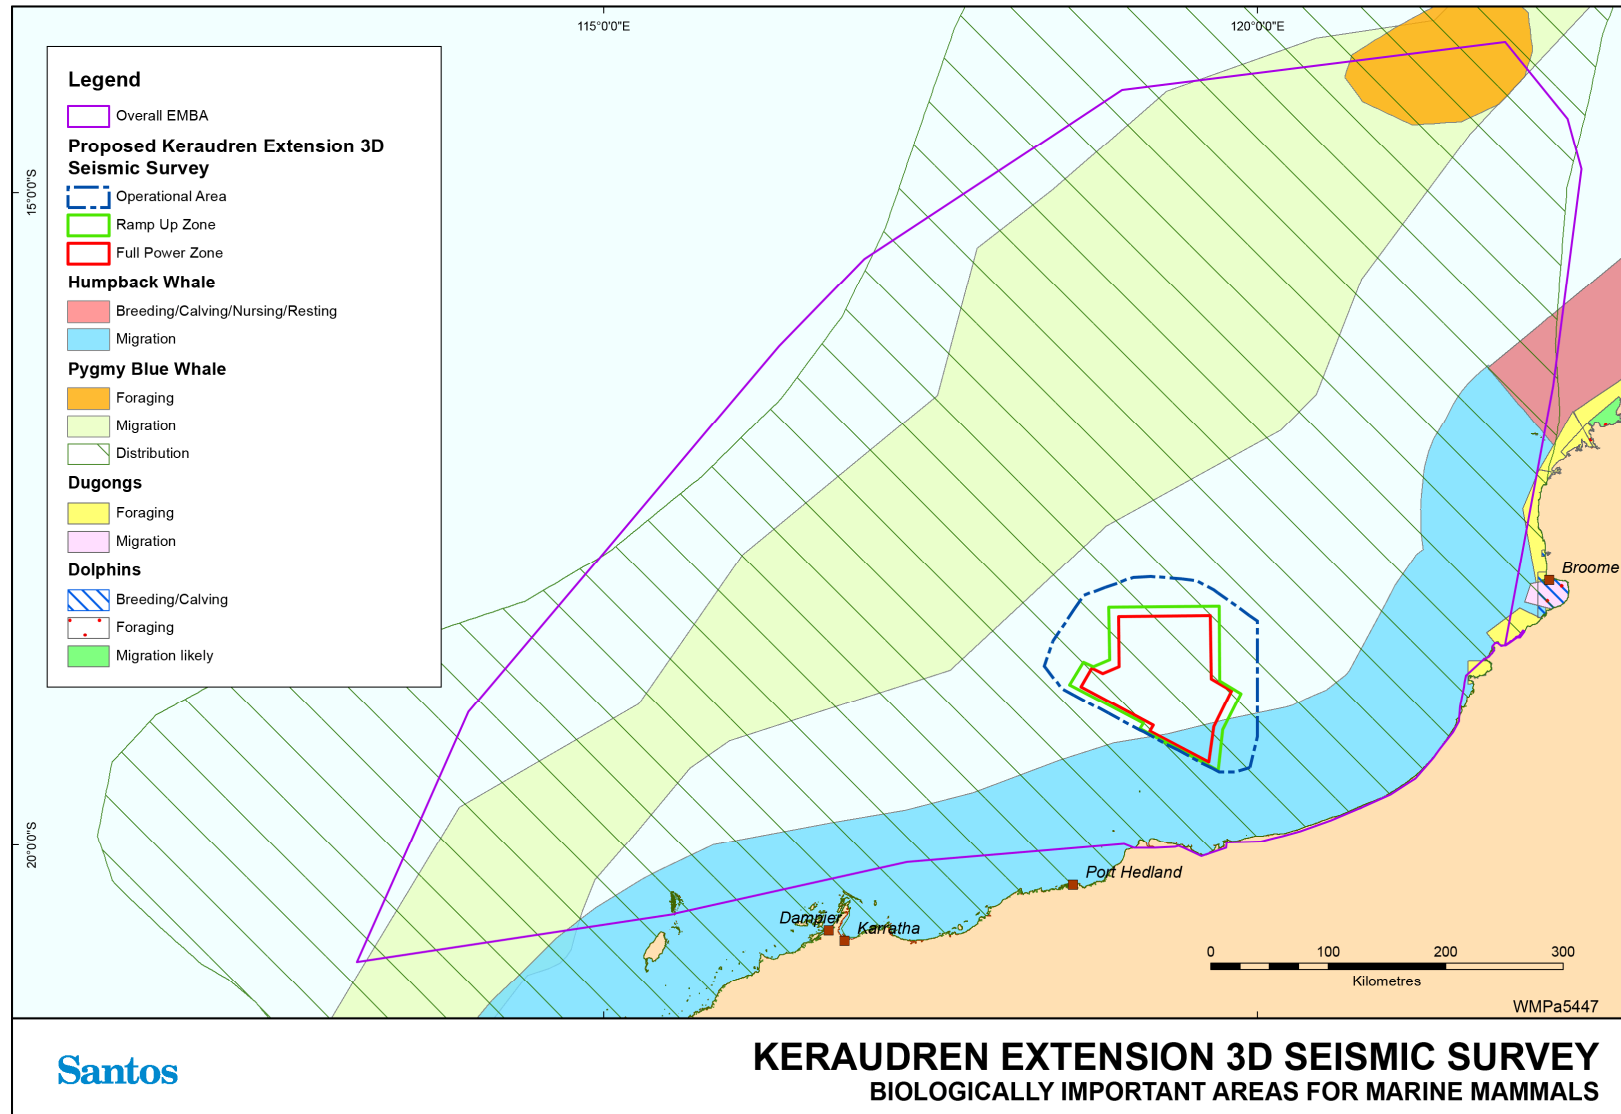 115°0'0"E
120°0'0"E
15°0'0"S
20°0'0"S
Legend
Overall EMBA
Proposed Keraudren Extension 3D
Seismic Survey
Operational Area
Ramp Up Zone
Full Power Zone
Humpback Whale
Breeding/Calving/Nursing/Resting
Migration
Pygmy Blue Whale
Foraging
Migration
Distribution
Dugongs
Foraging
Migration
Dolphins
Breeding/Calving
Foraging
Migration likely
Broome
Port Hedland
Dampier
Karratha
0 100 200 300
Kilometres
WMPa5447
Santos
KERAUDREN EXTENSION 3D SEISMIC SURVEY
BIOLOGICALLY IMPORTANT AREAS FOR MARINE MAMMALS